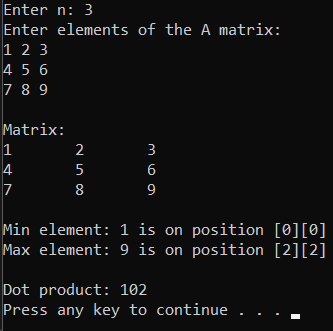 Enter n: 3
Enter elements of the A matrix:
1 2 3
4 5 6
7 8 9
Matrix:
1 2 3
4 5 6
7 8 9
Min element: 1 is on position [0][0]
Max element: 9 is on position [2][2]
Dot product: 102
Press any key to continue . . .